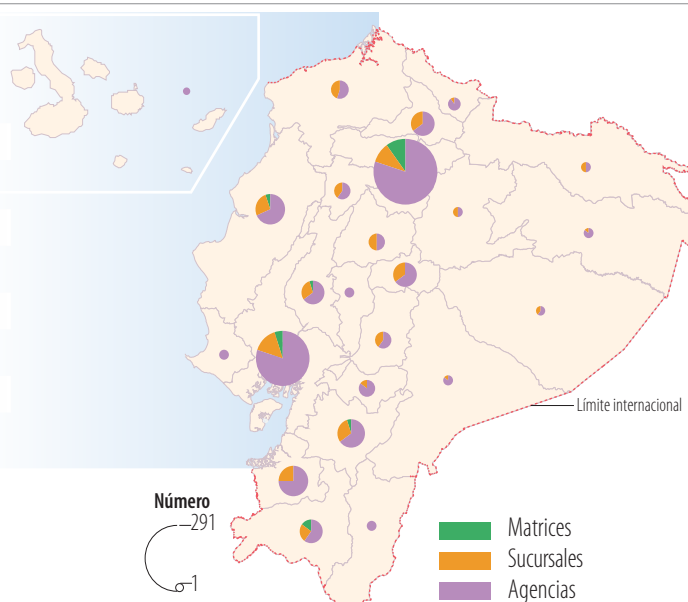 Límite internacional
Número
291
1
Matrices
Sucursales
Agencias